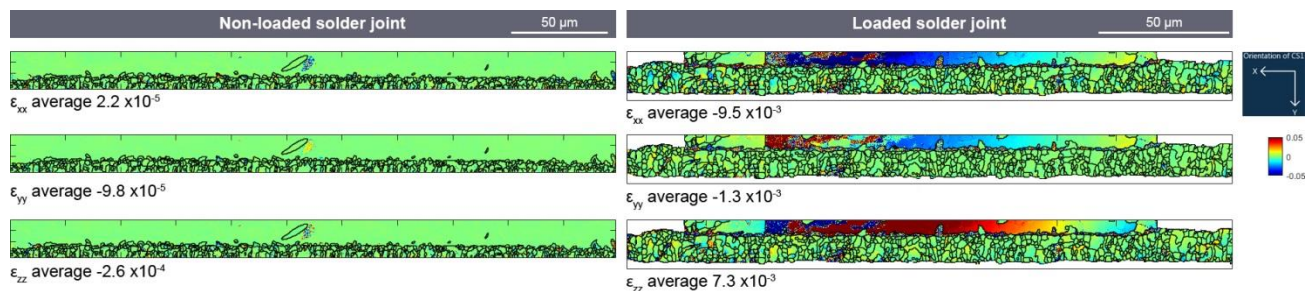 Non-loaded solder joint
50 μm
Loaded solder joint
50 μm
Orientation of CS1
X
Y
εxx average 2.2 x10-5
εxx average -9.5 x10-3
εyy average -9.8 x10-5
εyy average -1.3 x10-3
0.05
0
-0.05
εzz average -2.6 x10-4
εzz average 7.3 x10-3